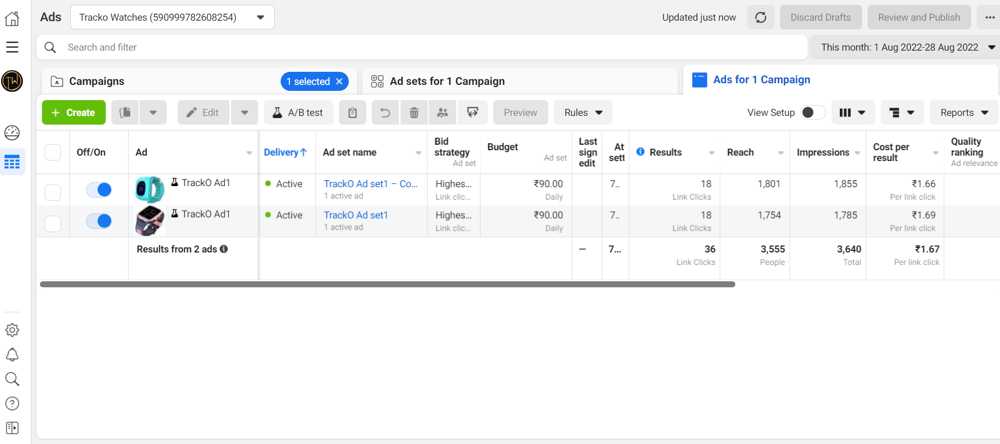 Ads
Tracko Watches (590999782608254)
Updated just now
Discard Drafts
Review and Publish
Search and filter
This month: 1 Aug 2022-28 Aug 2022
TW
Campaigns
1 selected
Ad sets for 1 Campaign
Ads for 1 Campaign
+ Create
Edit
A/B test
Preview
Rules
View Setup
Reports
Off/On
Ad
Delivery↑
Ad set name
Bid strategy
Ad set
Budget
Ad set
Last sign edit
At sett
Results
Reach
Impressions
Cost per result
Quality ranking
Ad relevance
TrackO Ad1
Active
TrackO Ad set1 – Co...
1 active ad
Highes...
Link clic...
₹90.00
Daily
7..
18
Link Clicks
1,801
1,855
₹1.66
Per link click
TrackO Ad1
Active
TrackO Ad set1
1 active ad
Highes...
Link clic...
₹90.00
Daily
7..
18
Link Clicks
1,754
1,785
₹1.69
Per link click
Results from 2 ads
—
7...
36
Link Clicks
3,555
People
3,640
Total
₹1.67
Per link click